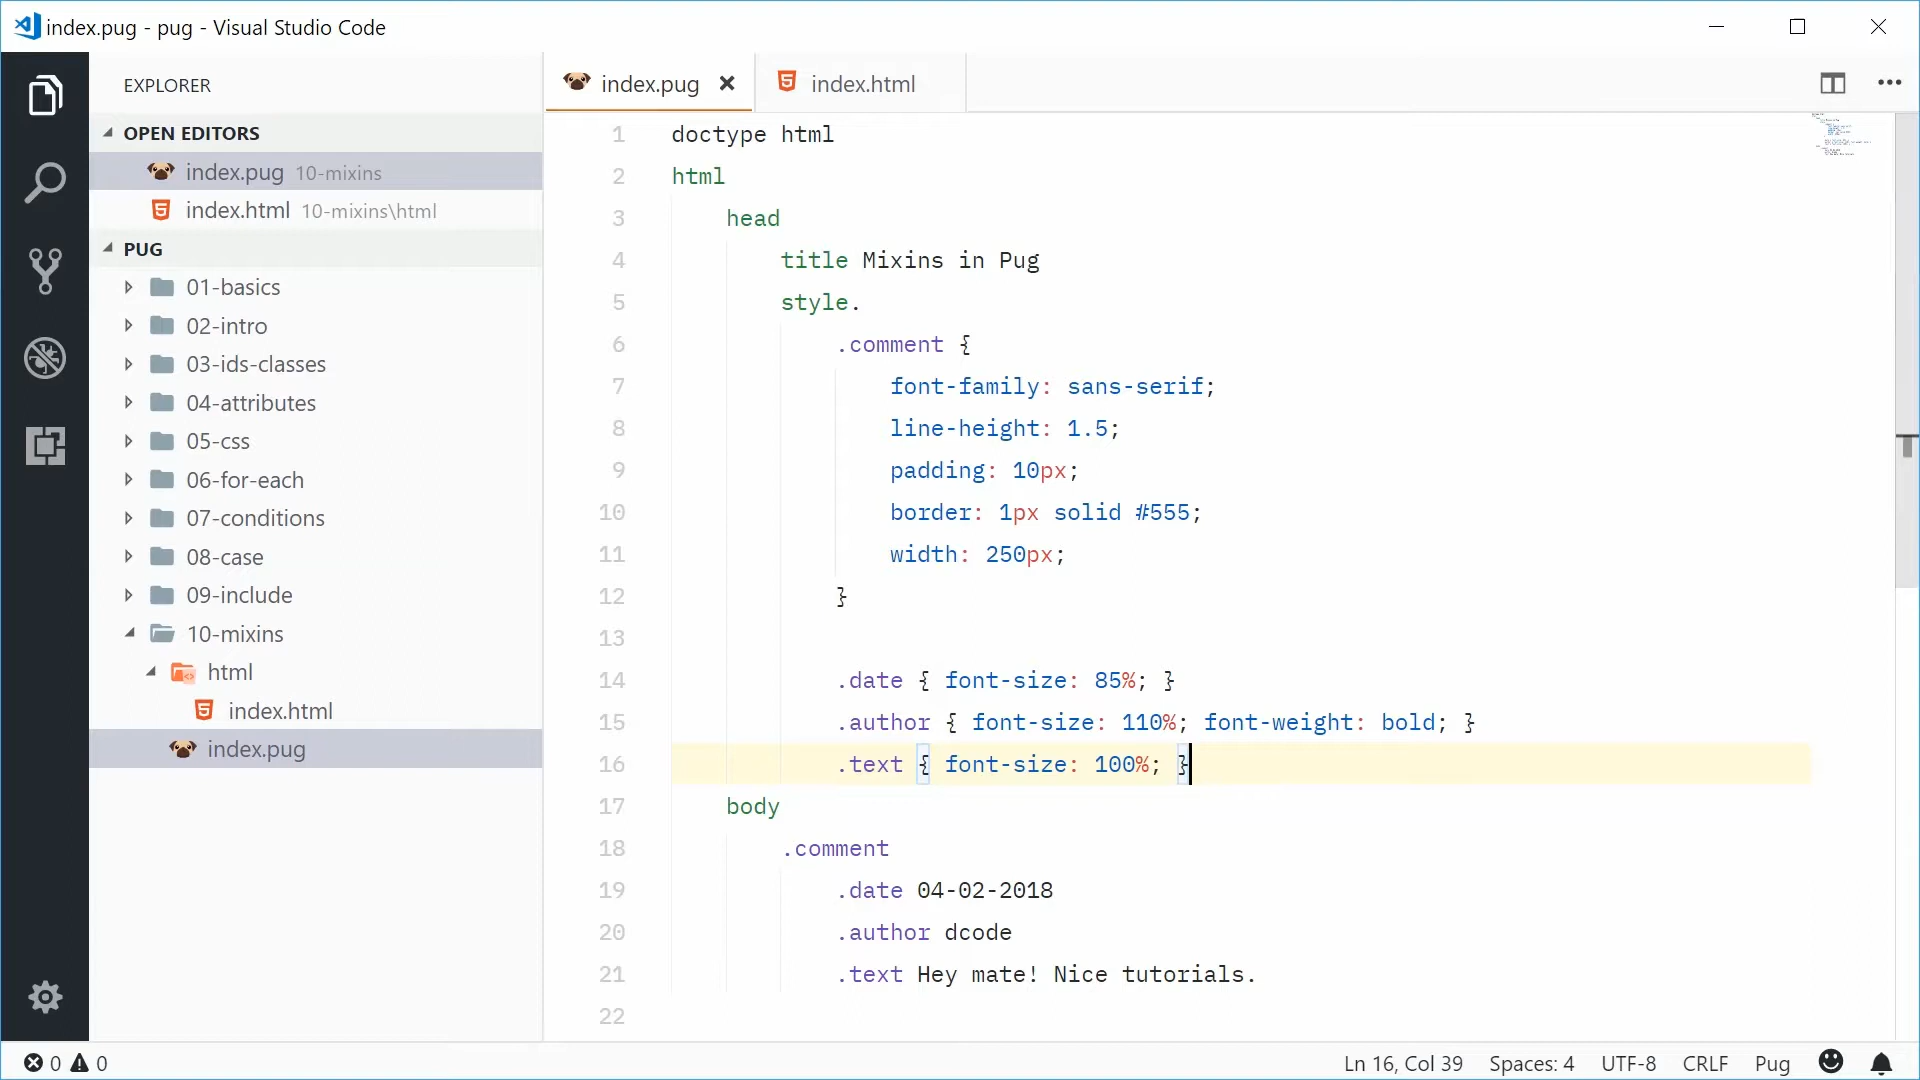 index.pug - pug - Visual Studio Code
EXPLORER
OPEN EDITORS
index.pug 10-mixins
index.html 10-mixins\html
PUG
01-basics
02-intro
03-ids-classes
04-attributes
05-css
06-for-each
07-conditions
08-case
09-include
10-mixins
html
index.html
index.pug
index.pug
index.html
1 doctype html
2 html
3 head
4 title Mixins in Pug
5 style.
6 .comment {
7 font-family: sans-serif;
8 line-height: 1.5;
9 padding: 10px;
10 border: 1px solid #555;
11 width: 250px;
12 }
13
14 .date { font-size: 85%; }
15 .author { font-size: 110%; font-weight: bold; }
16 .text { font-size: 100%; }
17 body
18 .comment
19 .date 04-02-2018
20 .author dcode
21 .text Hey mate! Nice tutorials.
22
0 0
Ln 16, Col 39 Spaces: 4 UTF-8 CRLF Pug